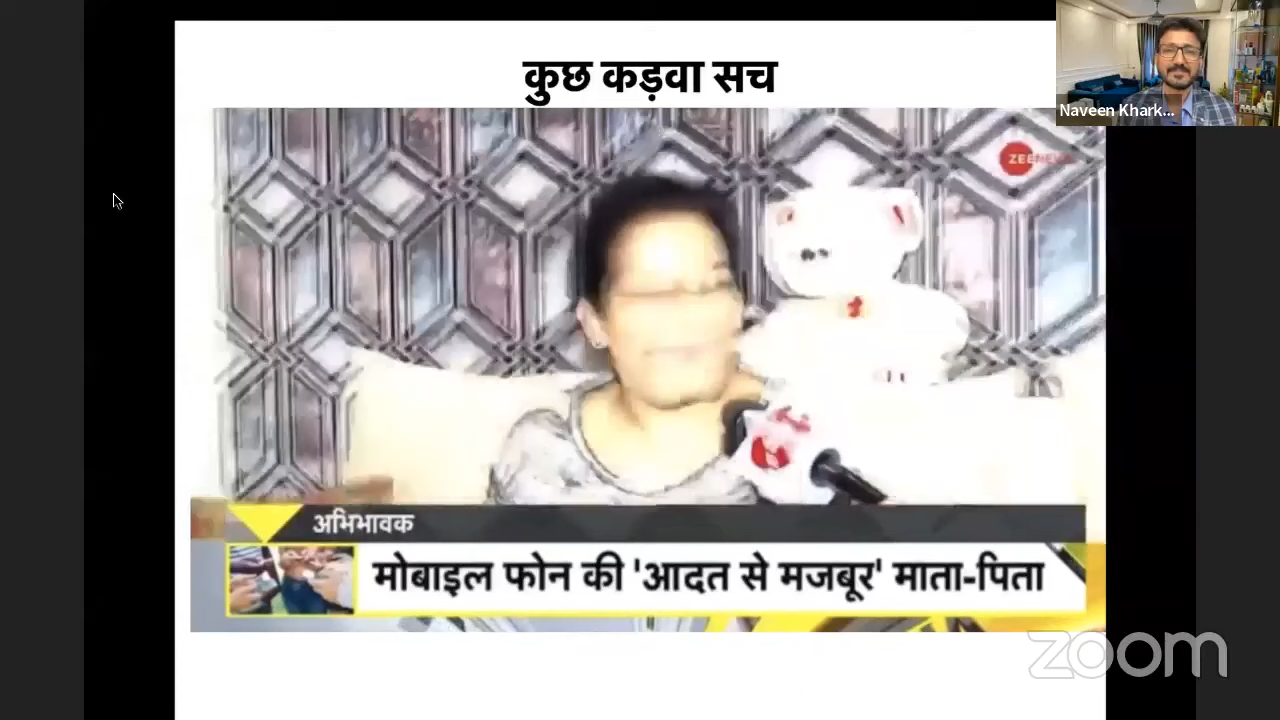 कुछ कड़वा सच
Naveen Khark...
ZEE NEWS
अभिभावक
मोबाइल फोन की 'आदत से मजबूर' माता-पिता
zoom